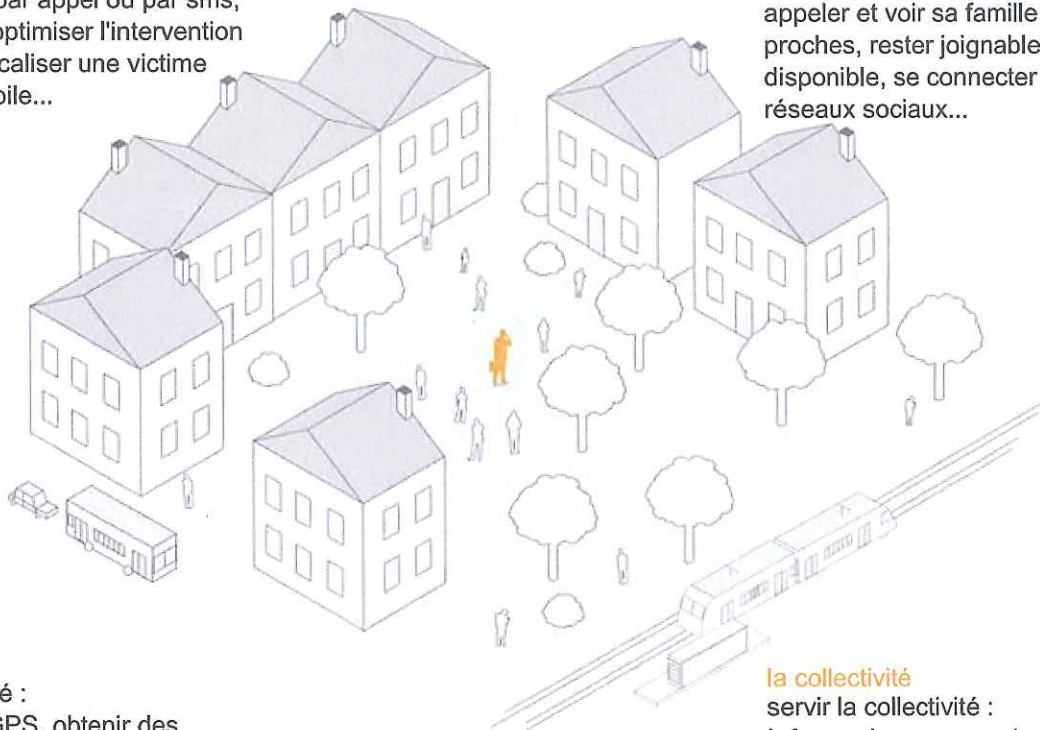 par appel ou par sms,
optimiser l'intervention
caliser une victime
bile...
appeler et voir sa famille
proches, rester joignable
disponible, se connecter
réseaux sociaux...
é :
GPS, obtenir des
la collectivité
servir la collectivité :